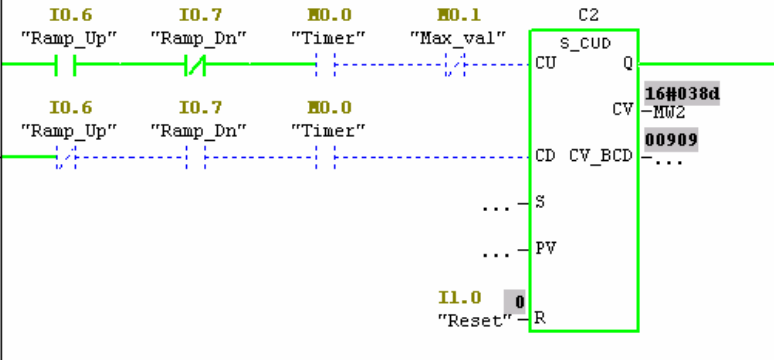 I0.6 I0.7 M0.0 M0.1 C2
"Ramp_Up" "Ramp_Dn" "Timer" "Max_val" S_CUD
CU Q
16#038d
CV MW2
I0.6 I0.7 M0.0
"Ramp_Up" "Ramp_Dn" "Timer"
00909
CD CV_BCD ...
... S
... PV
I1.0 0
"Reset" R